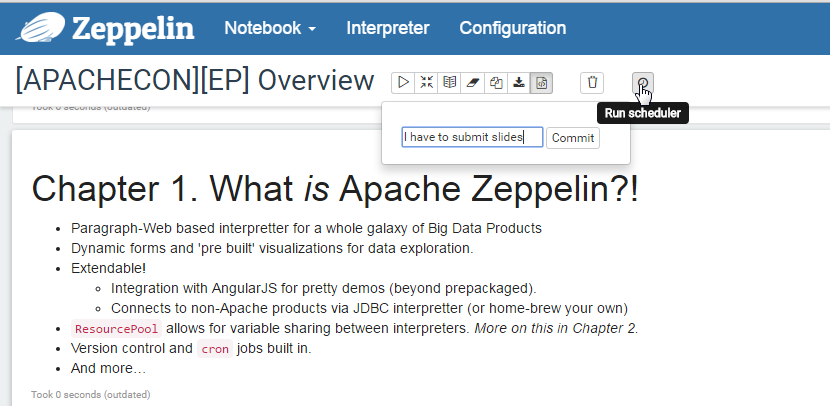 Zeppelin Notebook Interpreter Configuration
[APACHECON][EP] Overview
Took 0 seconds (outdated)
Run scheduler
I have to submit slides Commit
Chapter 1. What is Apache Zeppelin?!
Paragraph-Web based interpretter for a whole galaxy of Big Data Products
Dynamic forms and 'pre built' visualizations for data exploration.
Extendable!
Integration with AngularJS for pretty demos (beyond prepackaged).
Connects to non-Apache products via JDBC interpretter (or home-brew your own)
ResourcePool allows for variable sharing between interpreters. More on this in Chapter 2.
Version control and cron jobs built in.
And more…
Took 0 seconds (outdated)